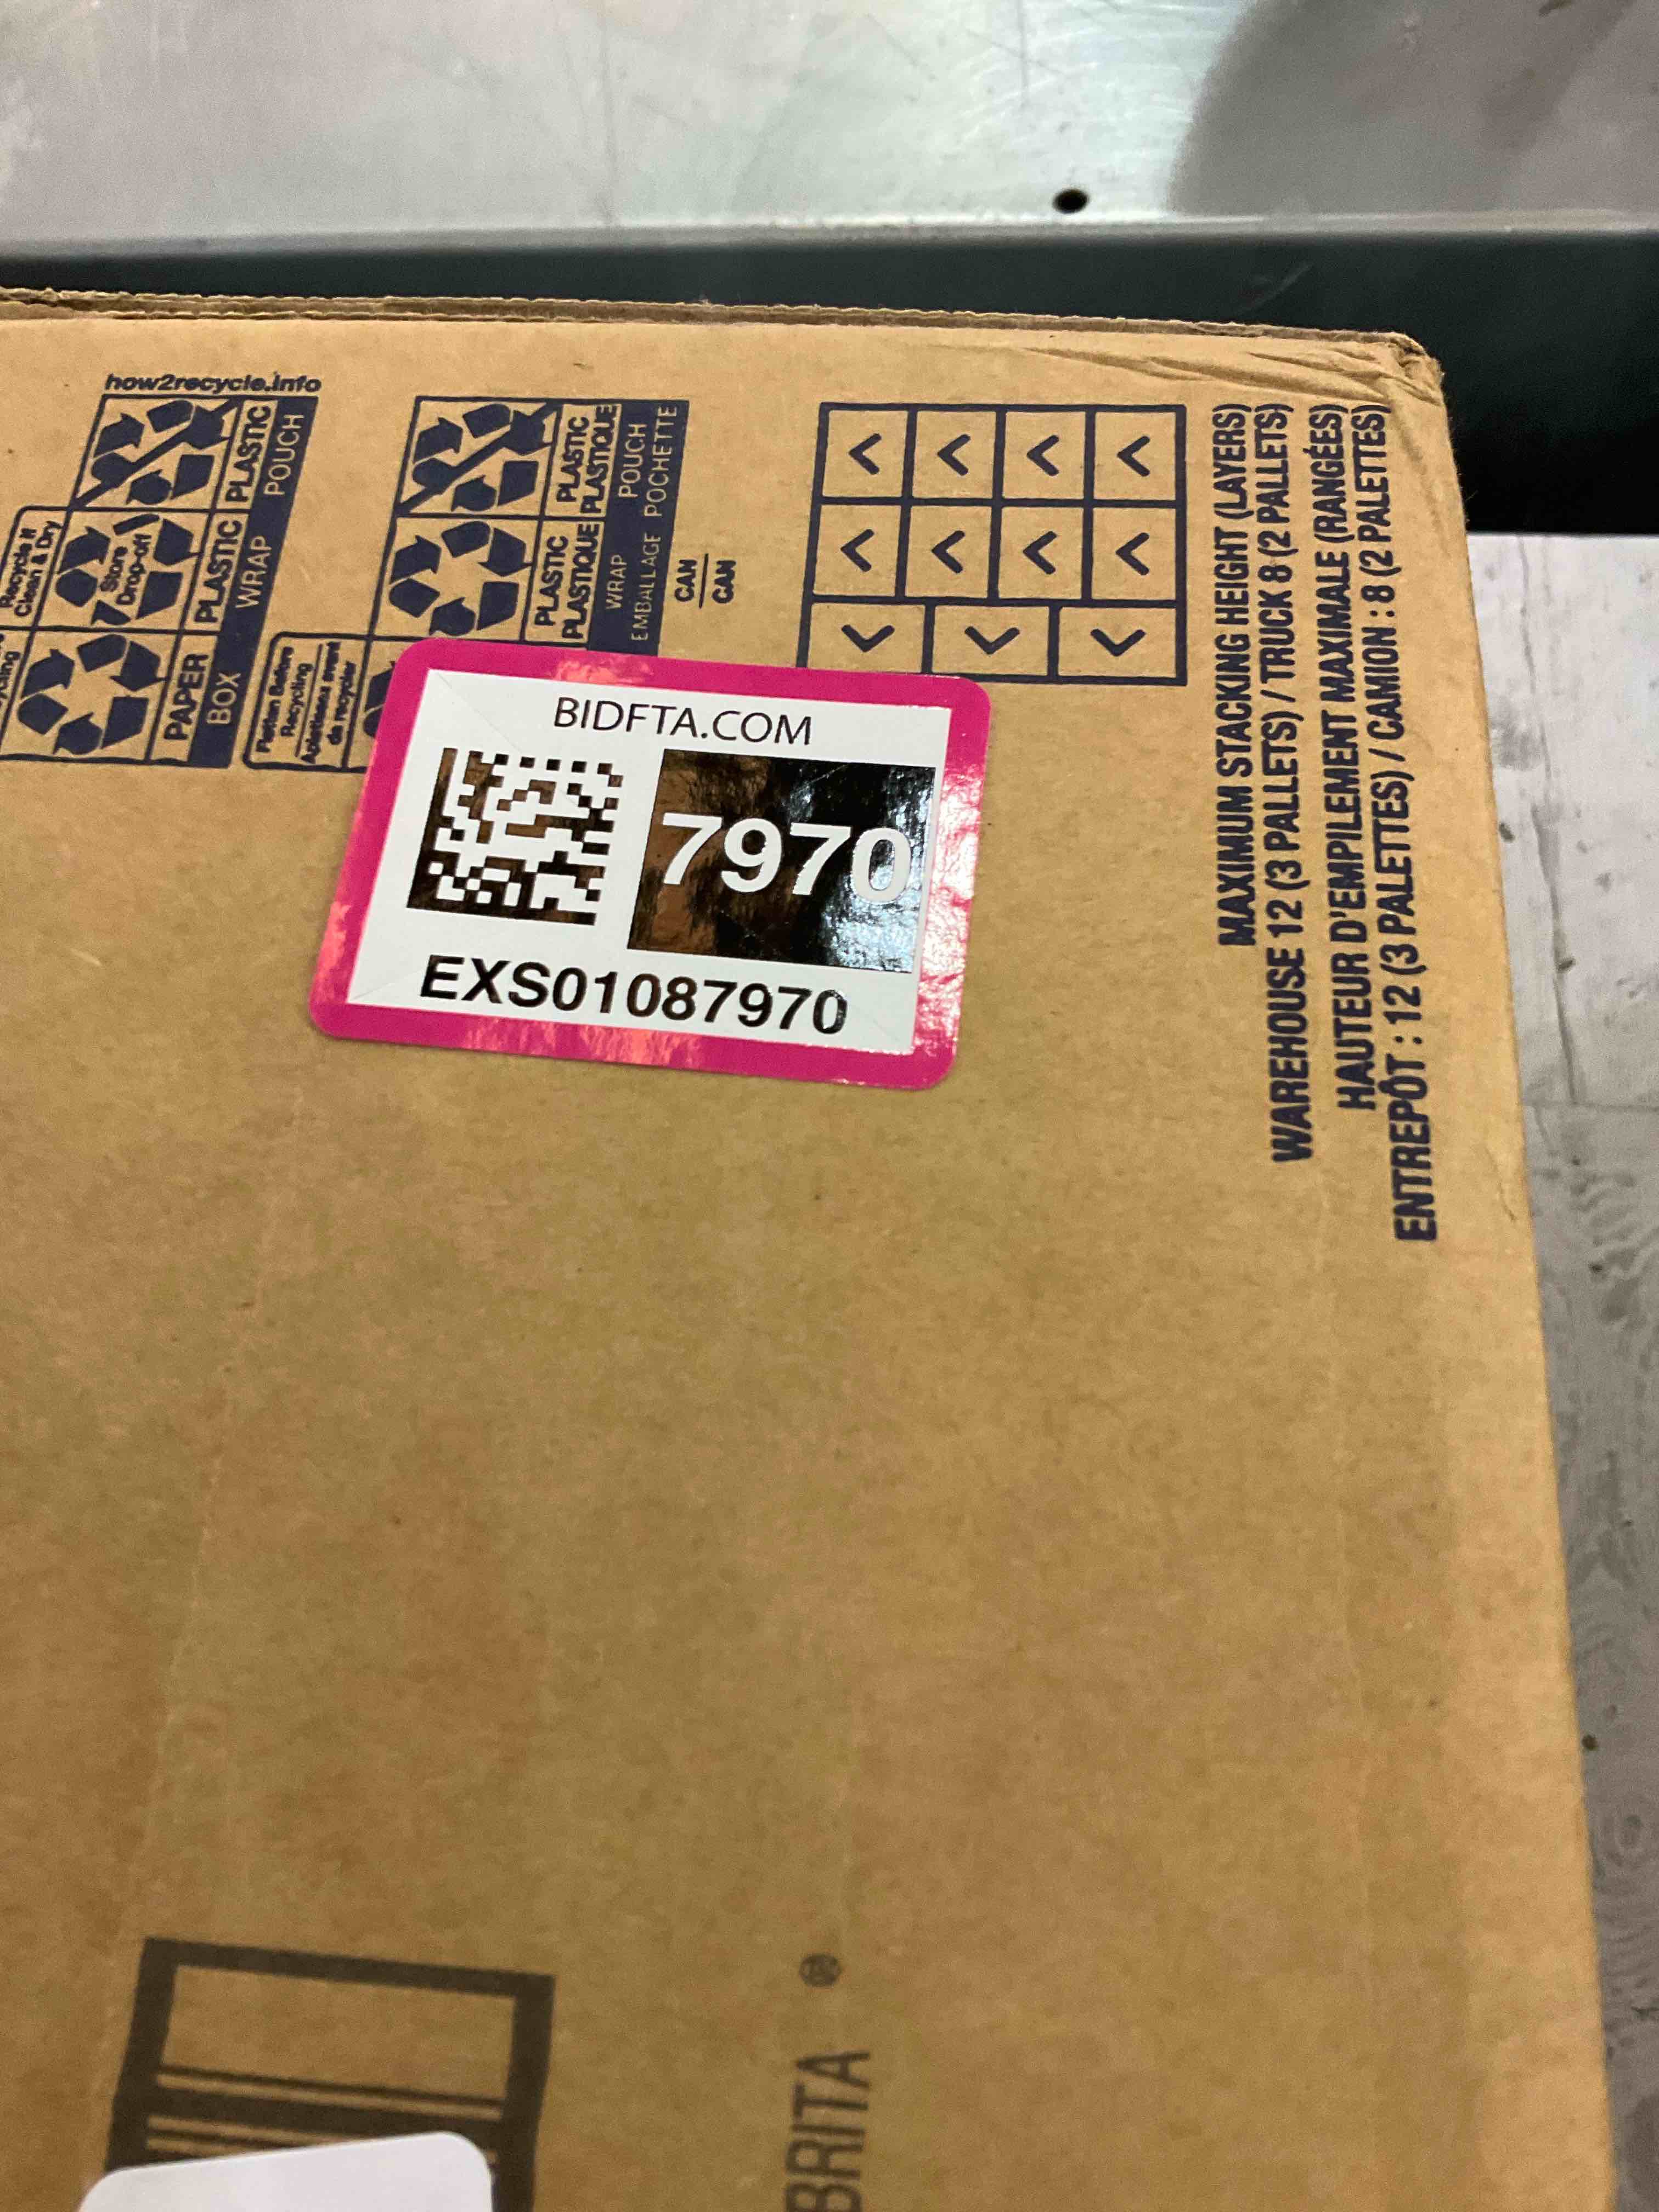 how2recycle.info
Recycle if
Clean & Dry
Store
Drop-off
PAPER
PLASTIC
PLASTIC
BOX
WRAP
POUCH
Flatten Before
Recycling
Aplatissez avant
de recycler
PLASTIC
PLASTIQUE
PLASTIC
PLASTIQUE
WRAP
POUCH
EMBALLAGE
POCHETTE
CAN
CAN
BIDFTA.COM
7970
EXS01087970
MAXIMUM STACKING HEIGHT (LAYERS)
WAREHOUSE 12 (3 PALLETS) / TRUCK 8 (2 PALLETS)
HAUTEUR D'EMPILEMENT MAXIMALE (RANGÉES)
ENTREPÔT : 12 (3 PALETTES) / CAMION : 8 (2 PALETTES)
BRITA ®